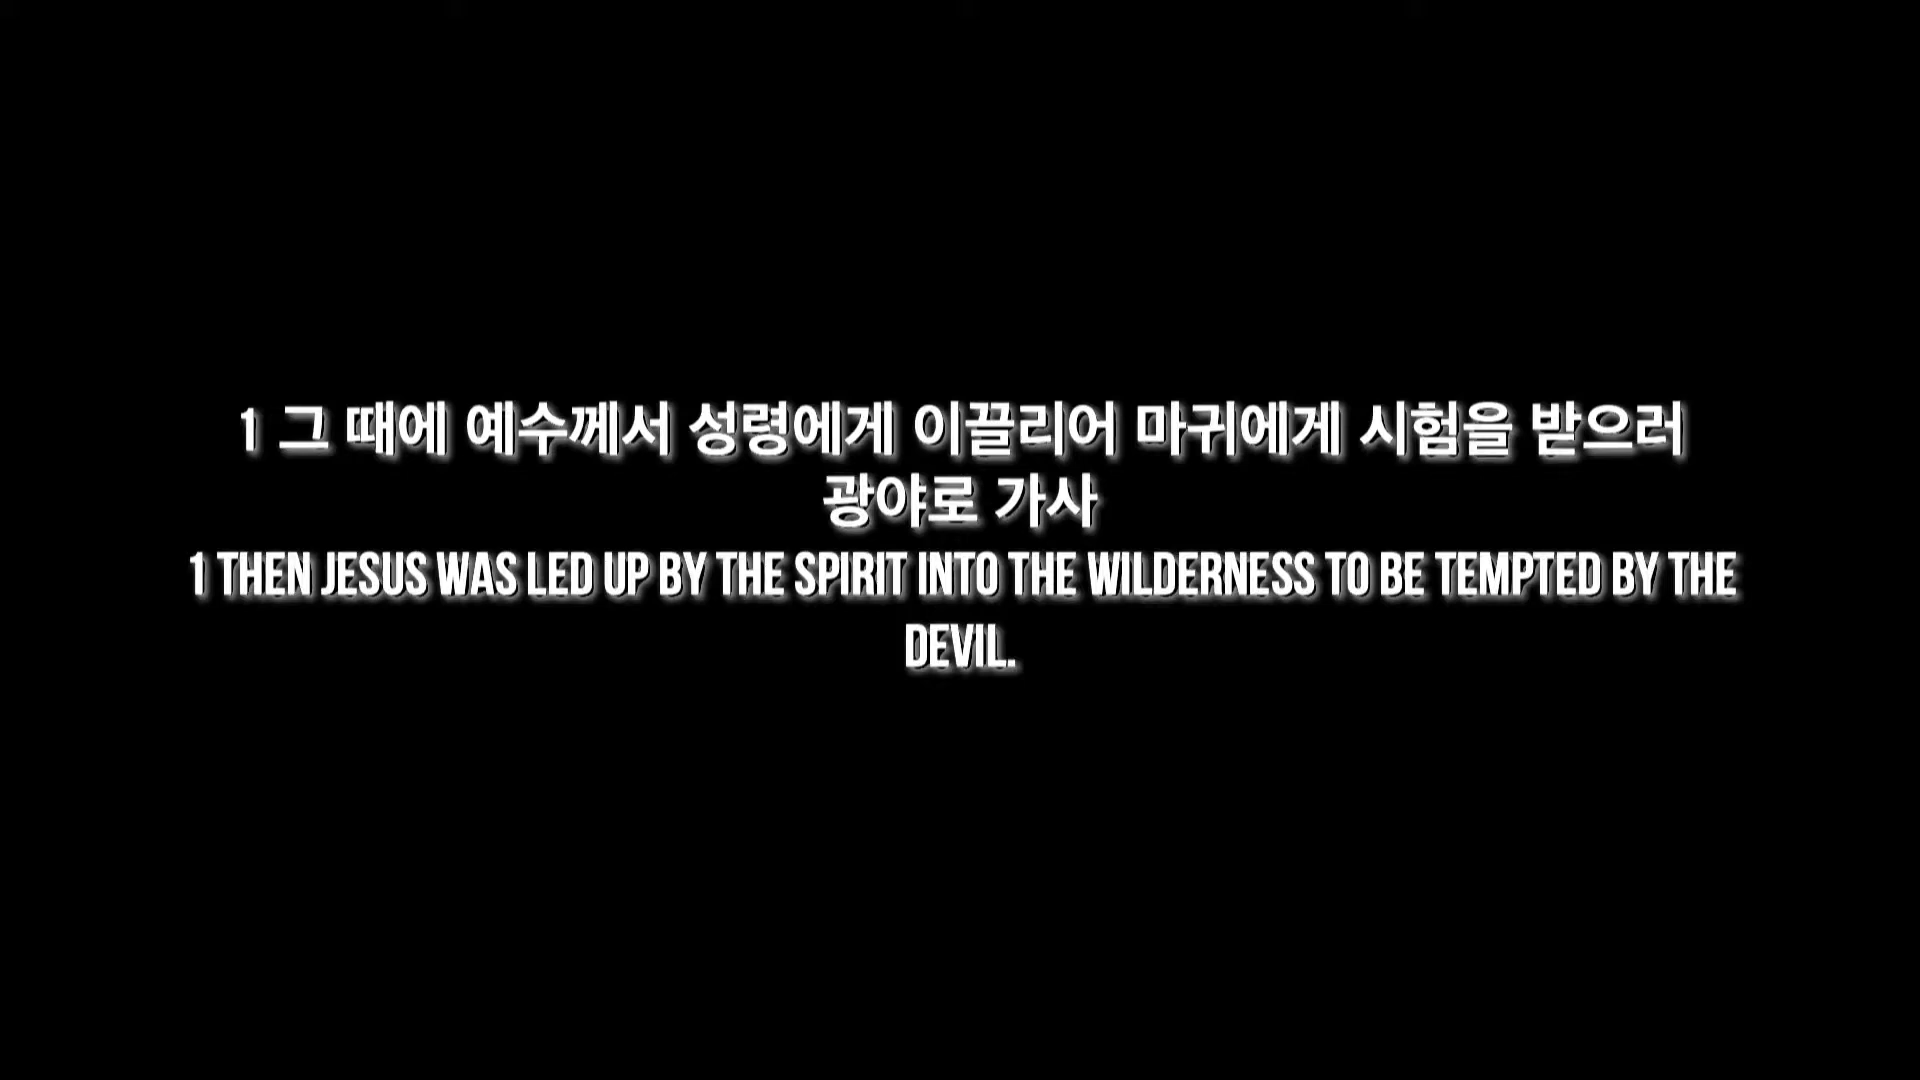 1 그 때에 예수께서 성령에게 이끌리어 마귀에게 시험을 받으러
광야로 가사
1 THEN JESUS WAS LED UP BY THE SPIRIT INTO THE WILDERNESS TO BE TEMPTED BY THE
DEVIL.